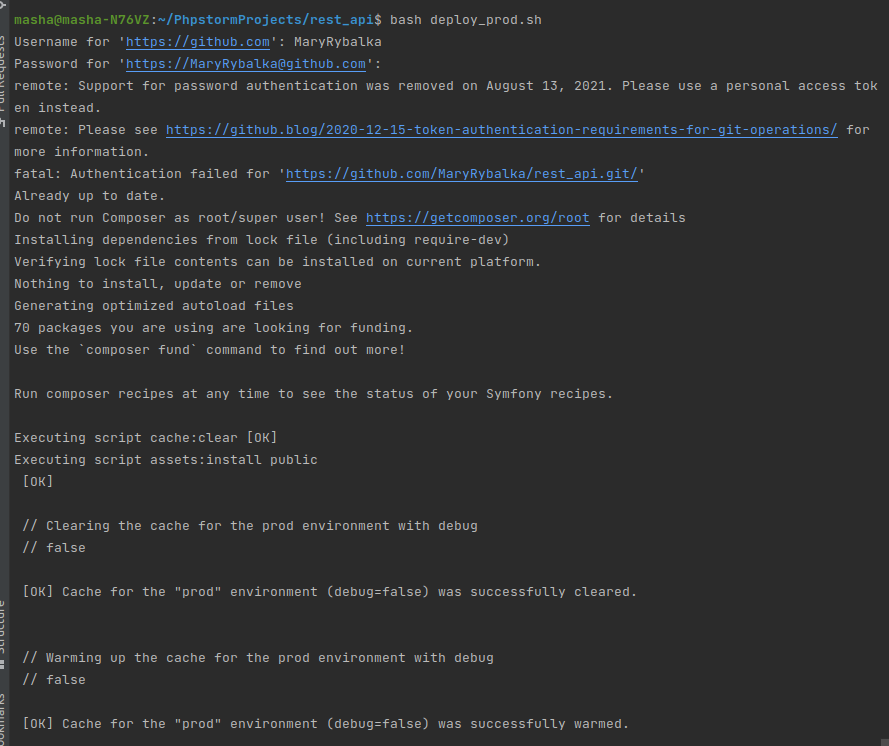 masha@masha-N76VZ:~/PhpstormProjects/rest_api$ bash deploy_prod.sh
Username for 'https://github.com': MaryRybalka
Password for 'https://MaryRybalka@github.com':
remote: Support for password authentication was removed on August 13, 2021. Please use a personal access tok
en instead.
remote: Please see https://github.blog/2020-12-15-token-authentication-requirements-for-git-operations/ for
more information.
fatal: Authentication failed for 'https://github.com/MaryRybalka/rest_api.git/'
Already up to date.
Do not run Composer as root/super user! See https://getcomposer.org/root for details
Installing dependencies from lock file (including require-dev)
Verifying lock file contents can be installed on current platform.
Nothing to install, update or remove
Generating optimized autoload files
70 packages you are using are looking for funding.
Use the `composer fund` command to find out more!
Run composer recipes at any time to see the status of your Symfony recipes.
Executing script cache:clear [OK]
Executing script assets:install public
[OK]
// Clearing the cache for the prod environment with debug
// false
[OK] Cache for the "prod" environment (debug=false) was successfully cleared.
// Warming up the cache for the prod environment with debug
// false
[OK] Cache for the "prod" environment (debug=false) was successfully warmed.
Structure